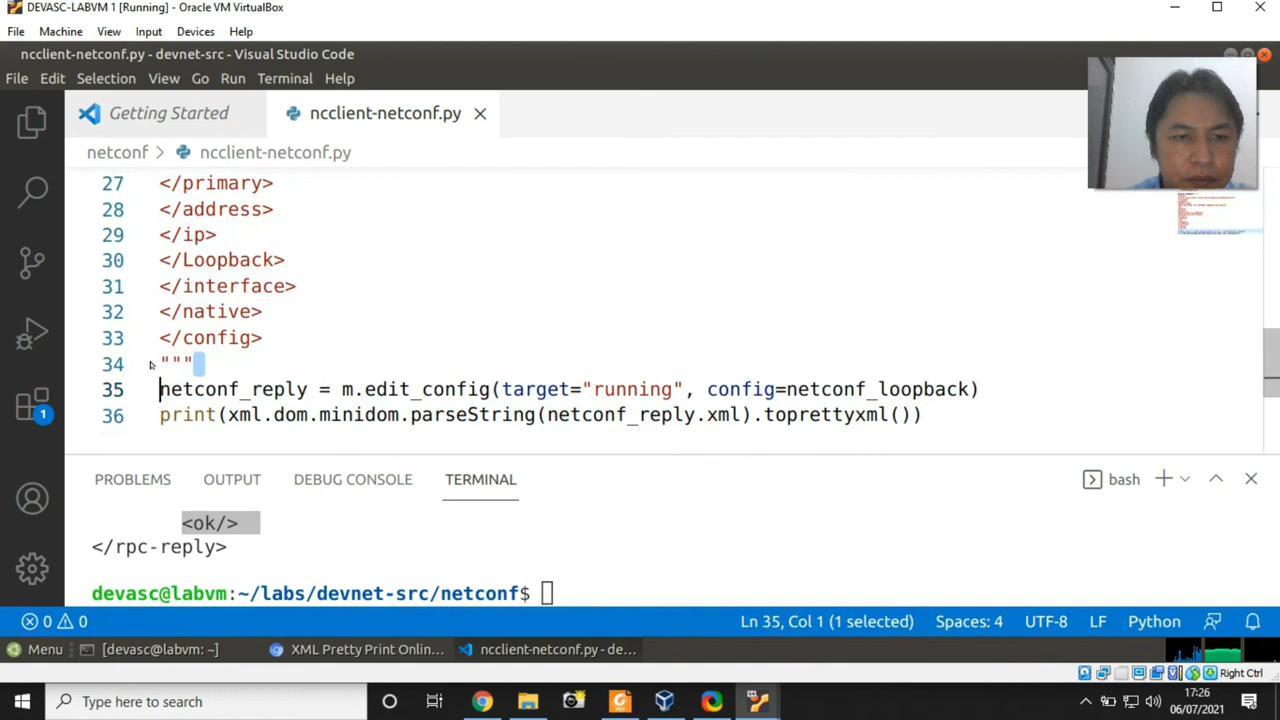 DEVASC-LABVM 1 [Running] - Oracle VM VirtualBox
File Machine View Input Devices Help
ncclient-netconf.py - devnet-src - Visual Studio Code
File Edit Selection View Go Run Terminal Help
Getting Started ncclient-netconf.py
netconf > ncclient-netconf.py
27 </primary>
28 </address>
29 </ip>
30 </Loopback>
31 </interface>
32 </native>
33 </config>
34 """
35 netconf_reply = m.edit_config(target="running", config=netconf_loopback)
36 print(xml.dom.minidom.parseString(netconf_reply.xml).toprettyxml())
PROBLEMS OUTPUT DEBUG CONSOLE TERMINAL bash
<ok/>
</rpc-reply>
devasc@labvm:~/labs/devnet-src/netconf$
1
0 0 Ln 35, Col 1 (1 selected) Spaces: 4 UTF-8 LF Python
Menu [devasc@labvm: ~] XML Pretty Print Onlin... ncclient-netconf.py - de...
Right Ctrl
Type here to search
17:26
06/07/2021